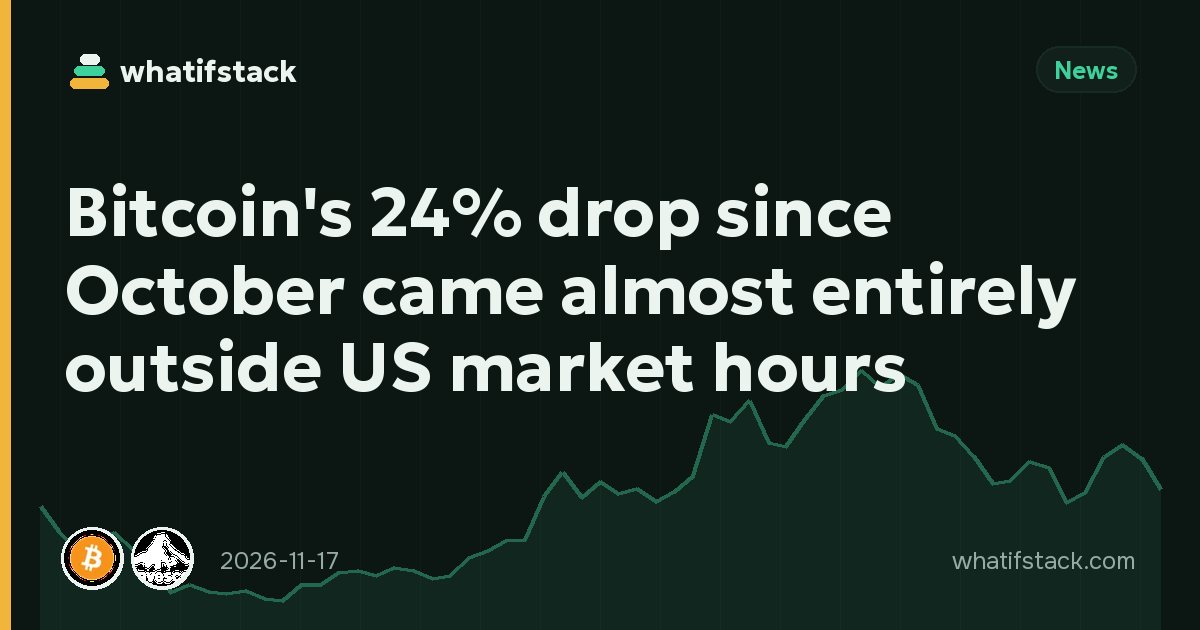 whatifstack
News
Bitcoin's 24% drop since
October came almost entirely
outside US market hours
2026-11-17
whatifstack.com